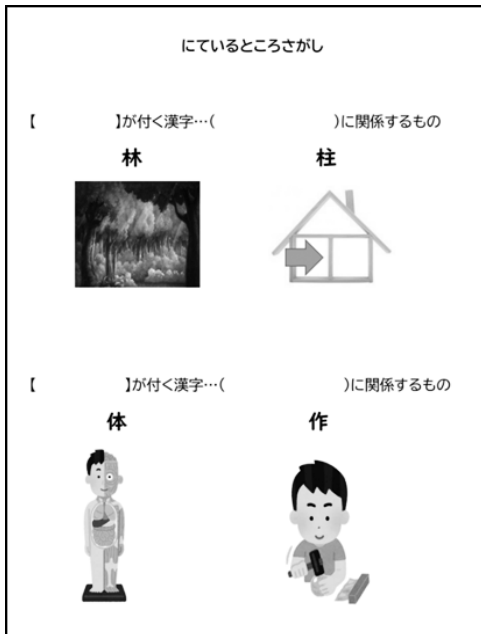 にているところさがし
【　　　　】が付く漢字…(　　　　　　)に関係するもの
林　柱
【　　　　】が付く漢字…(　　　　　　)に関係するもの
体　作